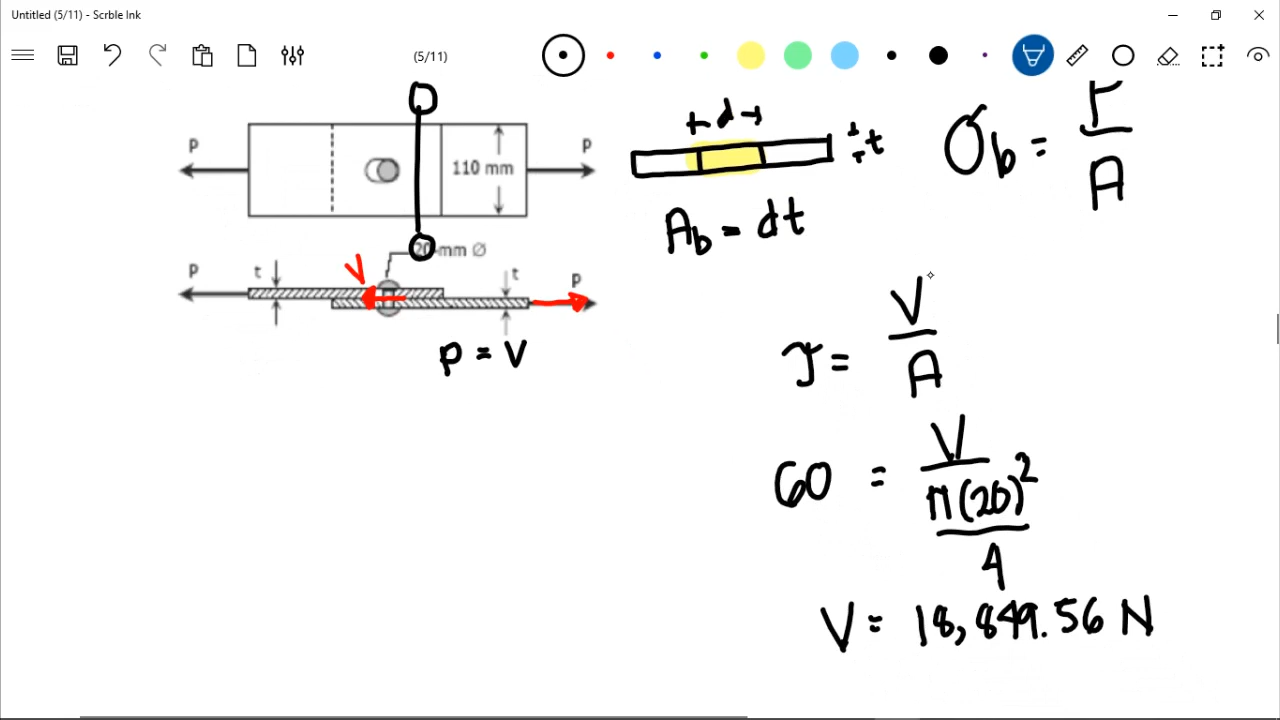 Untitled (5/11) - Scrble Ink
(5/11)
P
P
110 mm
20 mm Ø
P
t
V
t
P
P = V
d
t
A_b = dt
σ_b = P/A
τ = V/A
60 = V / (π(20)²/4)
V = 18,849.56 N